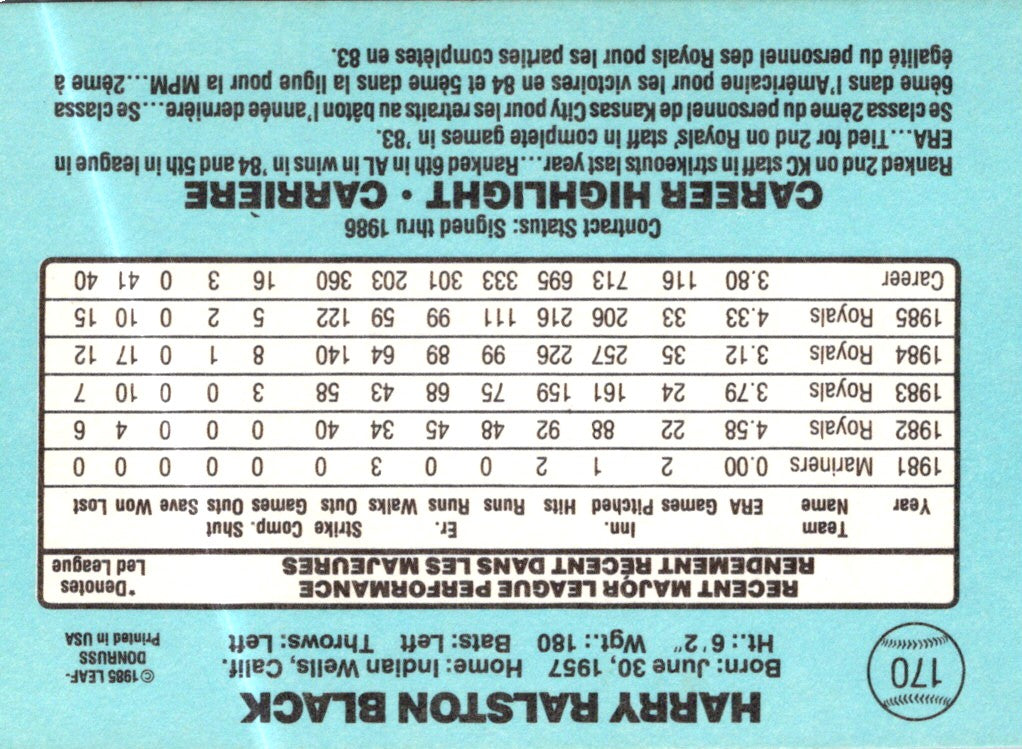 170
HARRY RALSTON BLACK
Born: June 30, 1957 Home: Indian Wells, Calif.
Ht.: 6'2" Wgt.: 180 Bats: Left Throws: Left
© 1985 LEAF-
DONRUSS
Printed in USA
RECENT MAJOR LEAGUE PERFORMANCE
RENDEMENT RÉCENT DANS LES MAJEURES
*Denotes
Led League
Team Inn. Er. Strike Comp. Shut
Year Name ERA Games Pitched Hits Runs Runs Walks Outs Games Outs Save Won Lost
1981 Mariners 0.00 2 1 2 0 0 3 0 0 0 0 0 0
1982 Royals 4.58 22 88 92 48 45 34 40 0 0 0 4 6
1983 Royals 3.79 24 161 159 75 68 43 58 3 0 0 10 7
1984 Royals 3.12 35 257 226 99 89 64 140 8 1 0 17 12
1985 Royals 4.33 33 206 216 111 99 59 122 5 2 0 10 15
Career 3.80 116 713 695 333 301 203 360 16 3 0 41 40
Contract Status: Signed thru 1986
CAREER HIGHLIGHT • CARRIÈRE
Ranked 2nd on KC staff in strikeouts last year...Ranked 6th in AL in wins in '84 and 5th in league in
ERA...Tied for 2nd on Royals' staff in complete games in '83.
Se classa 2ème du personnel de Kansas City pour les retraits au bâton l'année dernière...Se classa
6ème dans l'Américaine pour les victoires en 84 et 5ème dans la ligue pour la MPM...2ème à
égalité du personnel des Royals pour les parties complètes en 83.